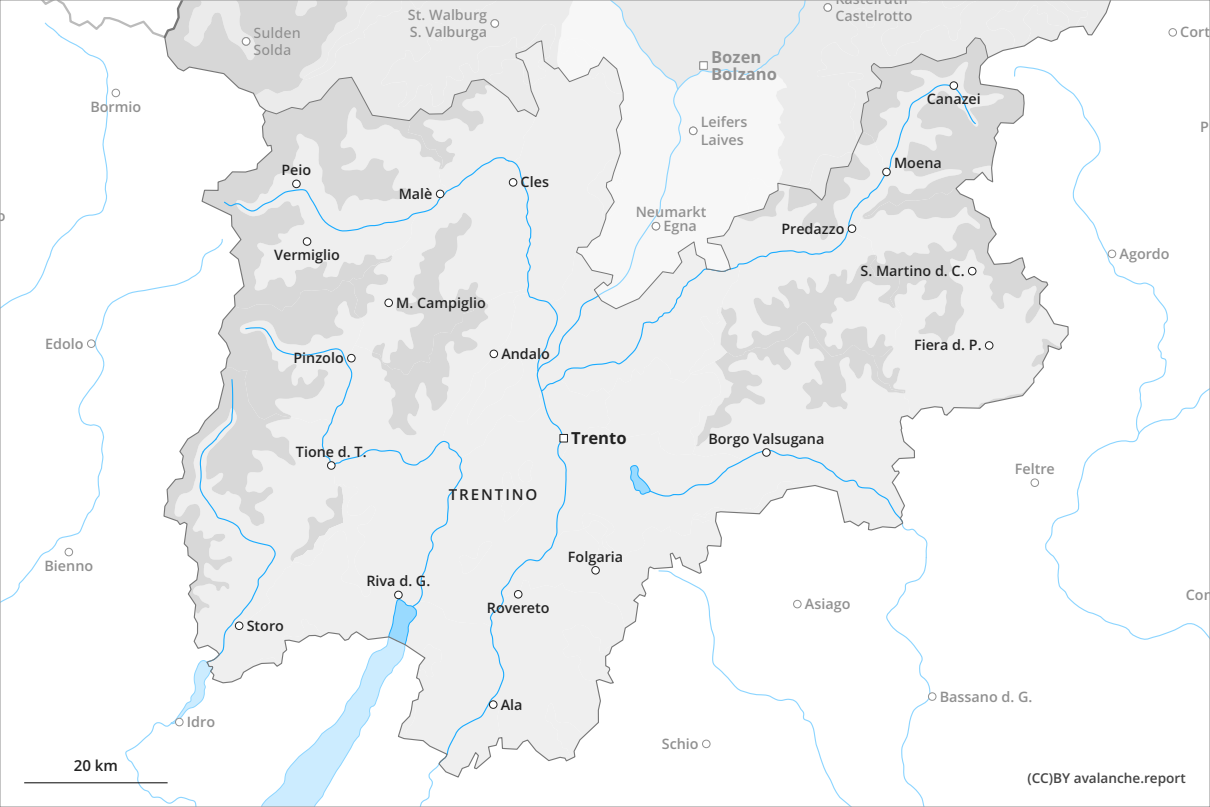 Kastelruth
Castelrotto
St. Walburg
S. Valburga
Sulden
Solda
Bozen
Bolzano
Bormio
Canazei
Leifers
Laives
Moena
Peio
Malè
Cles
Neumarkt
Egna
Predazzo
Vermiglio
Agordo
S. Martino d. C.
M. Campiglio
Edolo
Pinzolo
Andalo
Fiera d. P.
Trento
Borgo Valsugana
Tione d. T.
Feltre
TRENTINO
Bienno
Folgaria
Riva d. G.
Rovereto
Asiago
Storo
Bassano d. G.
Ala
Idro
Schio
20 km
(CC)BY avalanche.report